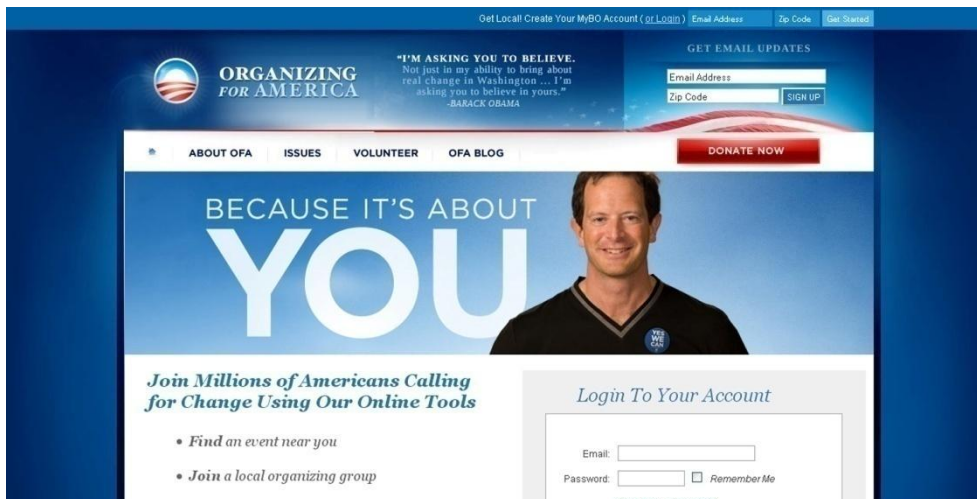 Get Local! Create Your MyBO Account ( or Login ) Email Address Zip Code Get Started
ORGANIZING
FOR AMERICA
“I'M ASKING YOU TO BELIEVE.
Not just in my ability to bring about
real change in Washington ... I'm
asking you to believe in yours.”
-BARACK OBAMA
GET EMAIL UPDATES
Email Address
Zip Code SIGN UP
ABOUT OFA ISSUES VOLUNTEER OFA BLOG DONATE NOW
BECAUSE IT'S ABOUT
YOU
YES
WE
CAN
Join Millions of Americans Calling
for Change Using Our Online Tools
• Find an event near you
• Join a local organizing group
Login To Your Account
Email:
Password: Remember Me